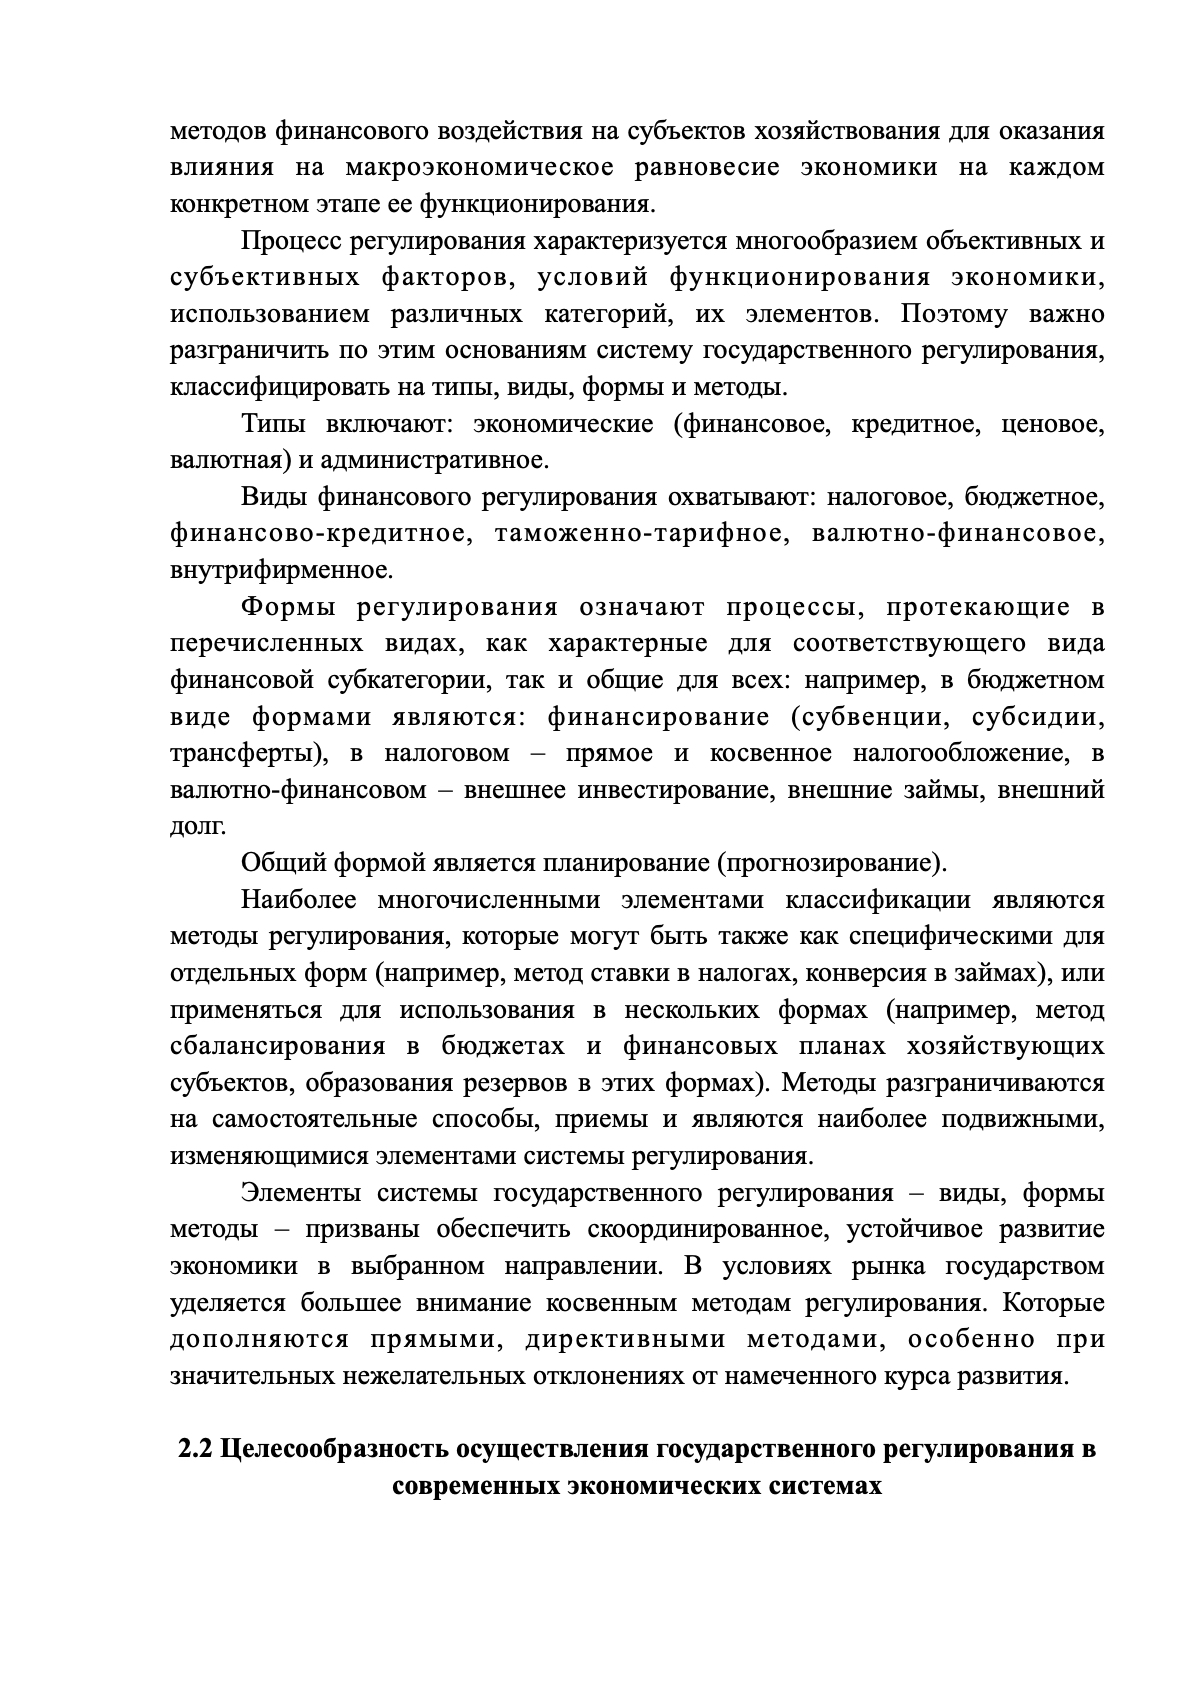 методов финансового воздействия на субъектов хозяйствования для оказания
влияния на макроэкономическое равновесие экономики на каждом
конкретном этапе ее функционирования.
Процесс регулирования характеризуется многообразием объективных и
субъективных факторов, условий функционирования экономики,
использованием различных категорий, их элементов. Поэтому важно
разграничить по этим основаниям систему государственного регулирования,
классифицировать на типы, виды, формы и методы.
Типы включают: экономические (финансовое, кредитное, ценовое,
валютная) и административное.
Виды финансового регулирования охватывают: налоговое, бюджетное,
финансово-кредитное, таможенно-тарифное, валютно-финансовое,
внутрифирменное.
Формы регулирования означают процессы, протекающие в
перечисленных видах, как характерные для соответствующего вида
финансовой субкатегории, так и общие для всех: например, в бюджетном
виде формами являются: финансирование (субвенции, субсидии,
трансферты), в налоговом – прямое и косвенное налогообложение, в
валютно-финансовом – внешнее инвестирование, внешние займы, внешний
долг.
Общий формой является планирование (прогнозирование).
Наиболее многочисленными элементами классификации являются
методы регулирования, которые могут быть также как специфическими для
отдельных форм (например, метод ставки в налогах, конверсия в займах), или
применяться для использования в нескольких формах (например, метод
сбалансирования в бюджетах и финансовых планах хозяйствующих
субъектов, образования резервов в этих формах). Методы разграничиваются
на самостоятельные способы, приемы и являются наиболее подвижными,
изменяющимися элементами системы регулирования.
Элементы системы государственного регулирования – виды, формы
методы – призваны обеспечить скоординированное, устойчивое развитие
экономики в выбранном направлении. В условиях рынка государством
уделяется большее внимание косвенным методам регулирования. Которые
дополняются прямыми, директивными методами, особенно при
значительных нежелательных отклонениях от намеченного курса развития.
2.2 Целесообразность осуществления государственного регулирования в
современных экономических системах